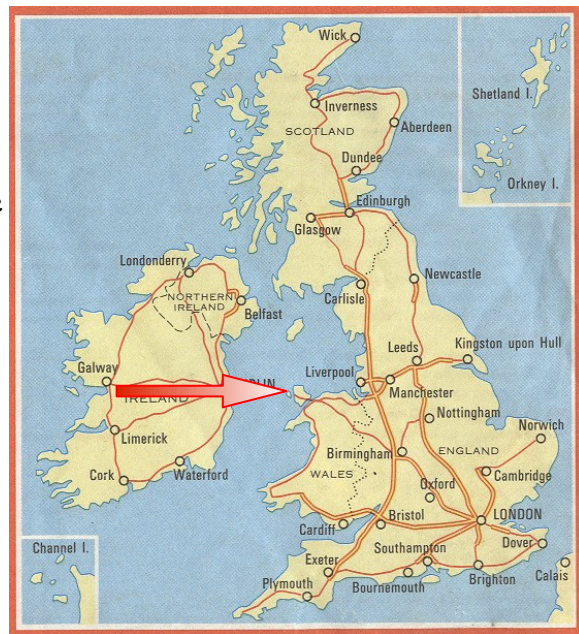 Wick
Shetland I.
Inverness
SCOTLAND
Aberdeen
Dundee
Orkney I.
Edinburgh
Glasgow
Londonderry
Newcastle
NORTHERN
IRELAND
Carlisle
Belfast
Kingston upon Hull
Leeds
Galway
Liverpool
Manchester
IRELAND
Nottingham
Norwich
Limerick
Birmingham
ENGLAND
WALES
Cambridge
Cork
Waterford
Oxford
LONDON
Bristol
Cardiff
Channel I.
Southampton
Dover
Exeter
Plymouth
Bournemouth
Brighton
Calais